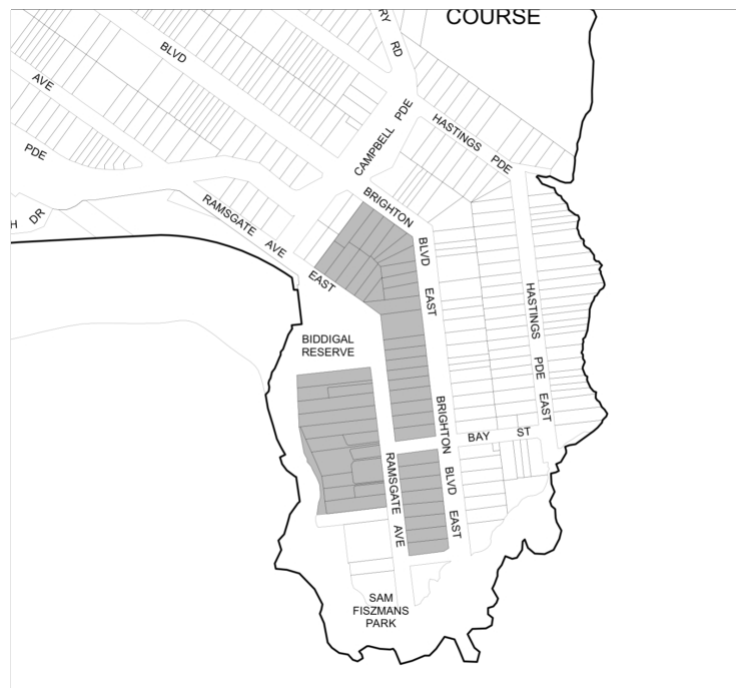 COURSE
RY
RD
BLVD
AVE
PDE
CAMPBELL PDE
HASTINGS PDE
BRIGHTON
BLVD
EAST
RAMSGATE AVE
EAST
H DR
HASTINGS
PDE
EAST
BIDDIGAL
RESERVE
BRIGHTON
BLVD
EAST
BAY ST
RAMSGATE
AVE
SAM
FISZMANS
PARK